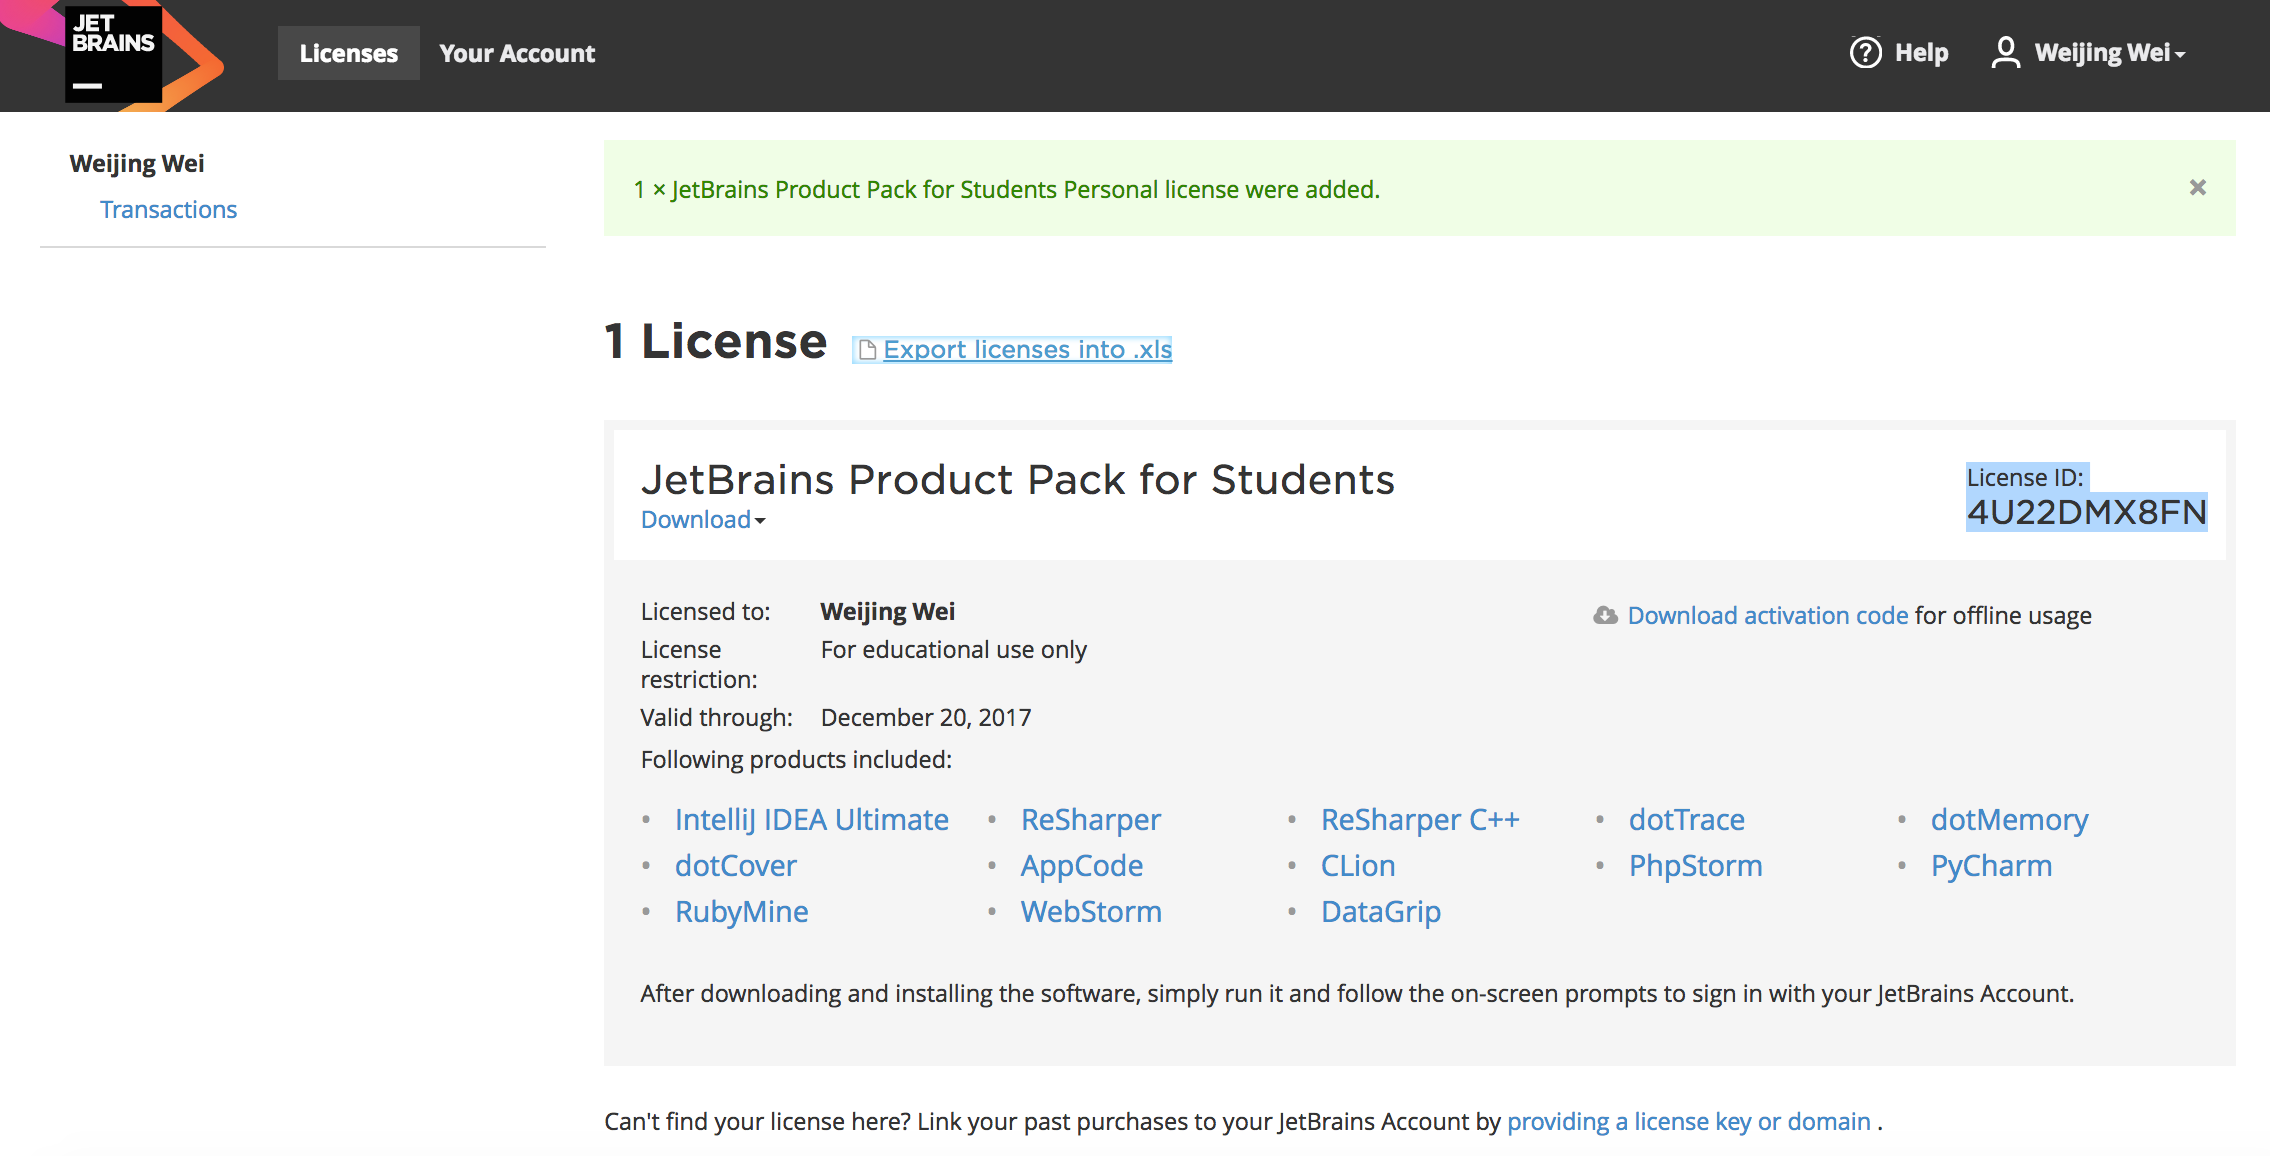 JET
BRAINS
Licenses
Your Account
Help
Weijing Wei
Weijing Wei
Transactions
1 × JetBrains Product Pack for Students Personal license were added.
×
1 License
Export licenses into .xls
JetBrains Product Pack for Students
Download
License ID:
4U22DMX8FN
Licensed to: Weijing Wei
License restriction: For educational use only
Valid through: December 20, 2017
Download activation code for offline usage
Following products included:
• IntelliJ IDEA Ultimate • ReSharper • ReSharper C++ • dotTrace • dotMemory
• dotCover • AppCode • CLion • PhpStorm • PyCharm
• RubyMine • WebStorm • DataGrip
After downloading and installing the software, simply run it and follow the on-screen prompts to sign in with your JetBrains Account.
Can't find your license here? Link your past purchases to your JetBrains Account by providing a license key or domain .